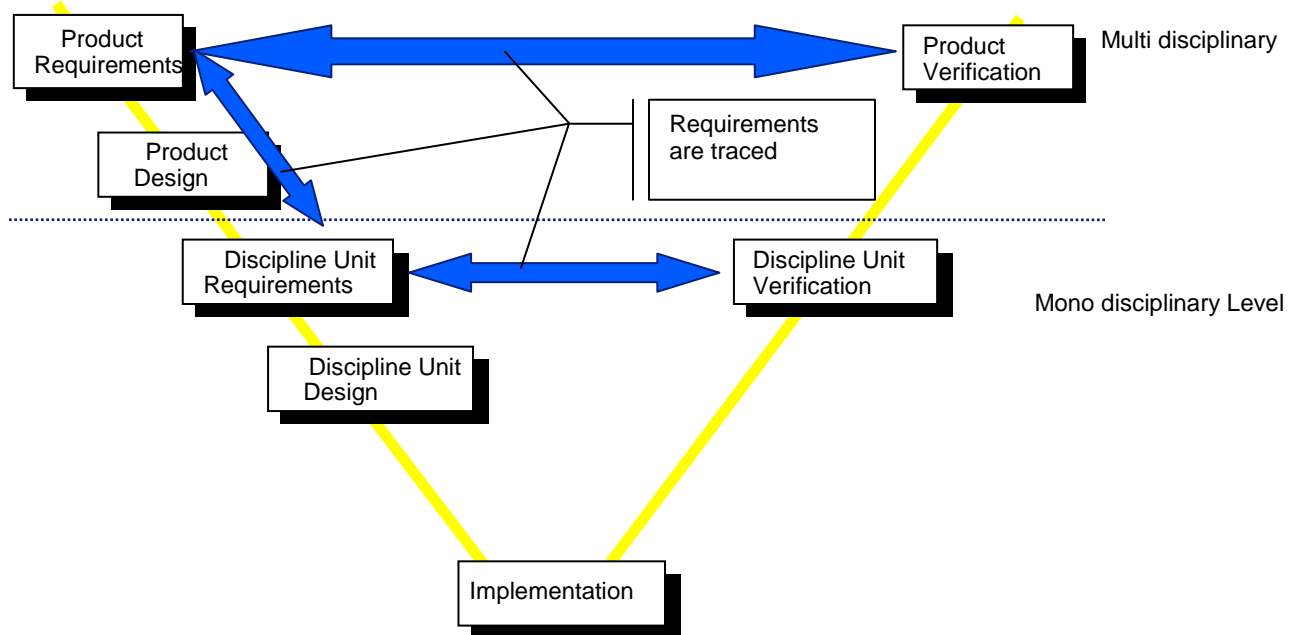 Product
Requirements
Product
Verification
Multi disciplinary
Requirements
are traced
Product
Design
Discipline Unit
Requirements
Discipline Unit
Verification
Mono disciplinary Level
Discipline Unit
Design
Implementation